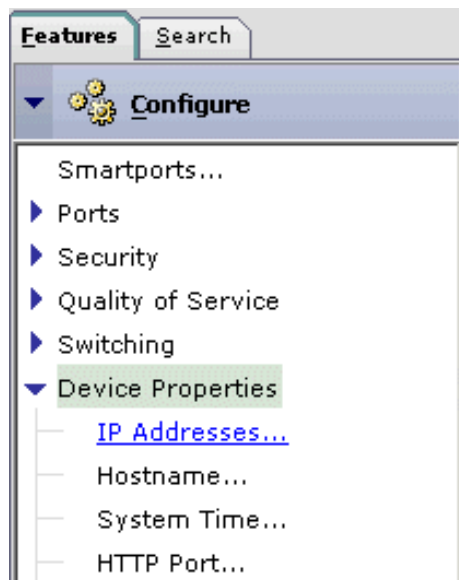 Features Search
Configure
Smartports...
Ports
Security
Quality of Service
Switching
Device Properties
IP Addresses...
Hostname...
System Time...
HTTP Port...